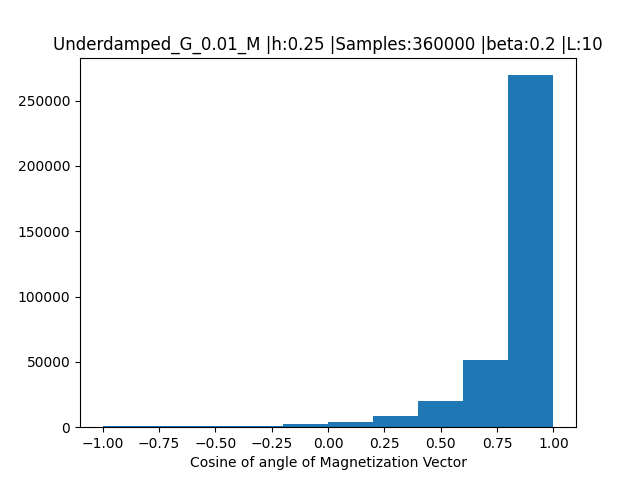 Underdamped_G_0.01_M |h:0.25 |Samples:360000 |beta:0.2 |L:10
250000
200000
150000
100000
50000
0
−1.00 −0.75 −0.50 −0.25 0.00 0.25 0.50 0.75 1.00
Cosine of angle of Magnetization Vector